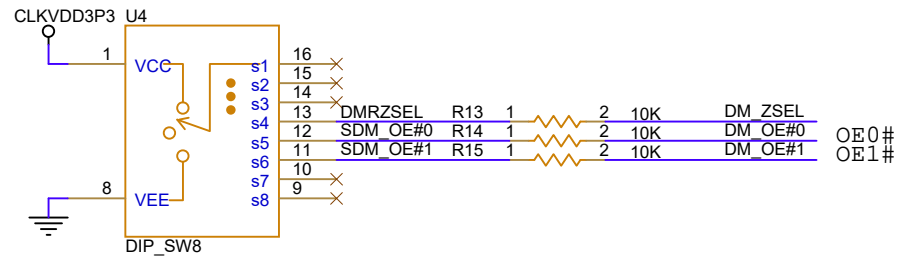 CLKVDD3P3 U4
1 VCC s1 16
s2 15
s3 14
s4 13 DMRZSEL R13 1 2 10K DM_ZSEL
s5 12 SDM_OE#0 R14 1 2 10K DM_OE#0 OE0#
s6 11 SDM_OE#1 R15 1 2 10K DM_OE#1 OE1#
s7 10
8 VEE s8 9
DIP_SW8